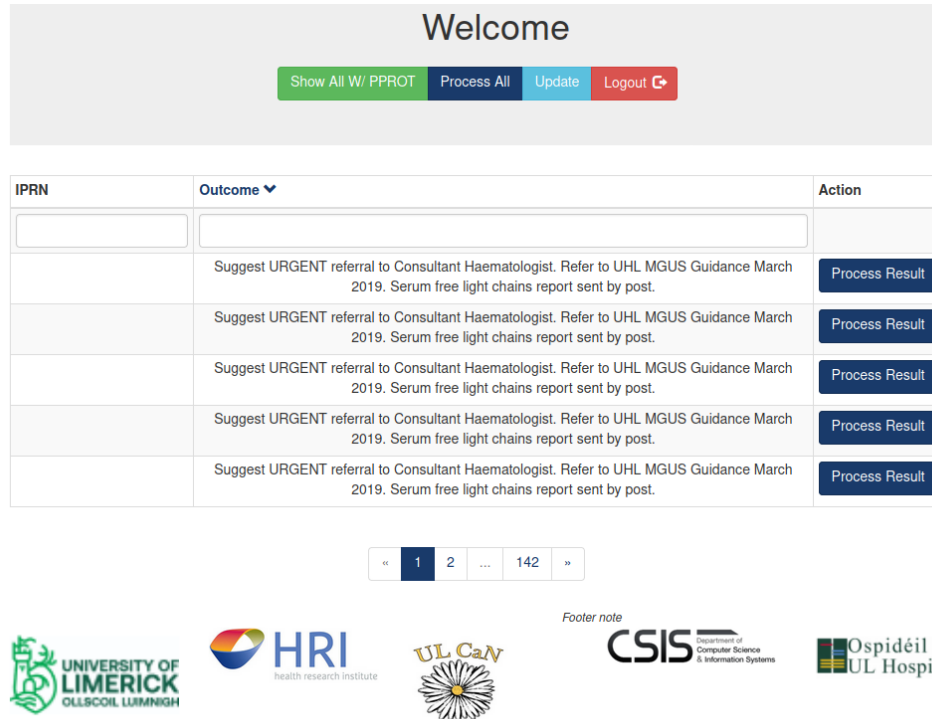 Welcome
Show All W/ PPROT Process All Update Logout
IPRN Outcome Action
Suggest URGENT referral to Consultant Haematologist. Refer to UHL MGUS Guidance March
2019. Serum free light chains report sent by post.
Process Result
Suggest URGENT referral to Consultant Haematologist. Refer to UHL MGUS Guidance March
2019. Serum free light chains report sent by post.
Process Result
Suggest URGENT referral to Consultant Haematologist. Refer to UHL MGUS Guidance March
2019. Serum free light chains report sent by post.
Process Result
Suggest URGENT referral to Consultant Haematologist. Refer to UHL MGUS Guidance March
2019. Serum free light chains report sent by post.
Process Result
Suggest URGENT referral to Consultant Haematologist. Refer to UHL MGUS Guidance March
2019. Serum free light chains report sent by post.
Process Result
« 1 2 ... 142 »
Footer note
UNIVERSITY OF
LIMERICK
OLLSCOIL LUIMNIGH
HRI
health research institute
UL CaN
CSIS
Department of
Computer Science
& Information Systems
Ospidéil
UL Hospi